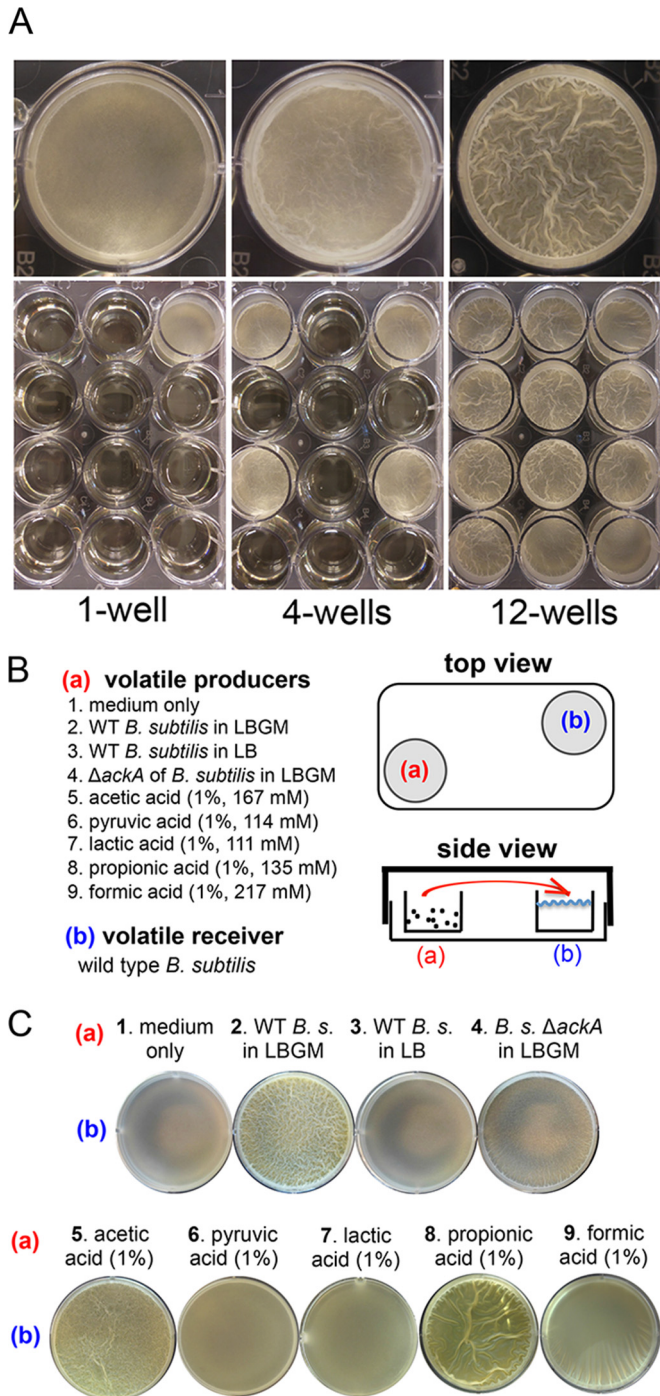 A
1-well
4-wells
12-wells
B
(a) volatile producers
1. medium only
2. WT B. subtilis in LBGM
3. WT B. subtilis in LB
4. ΔackA of B. subtilis in LBGM
5. acetic acid (1%, 167 mM)
6. pyruvic acid (1%, 114 mM)
7. lactic acid (1%, 111 mM)
8. propionic acid (1%, 135 mM)
9. formic acid (1%, 217 mM)
(b) volatile receiver
wild type B. subtilis
top view
(b)
(a)
side view
(a)
(b)
C
(a)
1. medium only
2. WT B. s. in LBGM
3. WT B. s. in LB
4. B. s. ΔackA in LBGM
(b)
(a)
5. acetic acid (1%)
6. pyruvic acid (1%)
7. lactic acid (1%)
8. propionic acid (1%)
9. formic acid (1%)
(b)